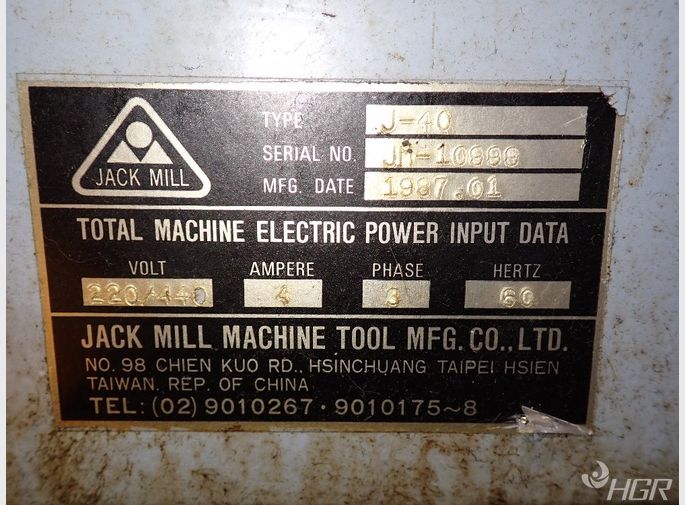 JACK MILL
TYPE J-40
SERIAL NO. JM-10998
MFG. DATE 1987.01
TOTAL MACHINE ELECTRIC POWER INPUT DATA
VOLT AMPERE PHASE HERTZ
220/440 4 3 60
JACK MILL MACHINE TOOL MFG. CO., LTD.
NO. 98 CHIEN KUO RD., HSINCHUANG TAIPEI HSIEN
TAIWAN. REP. OF CHINA
TEL: (02) 9010267 · 9010175~8
HGR